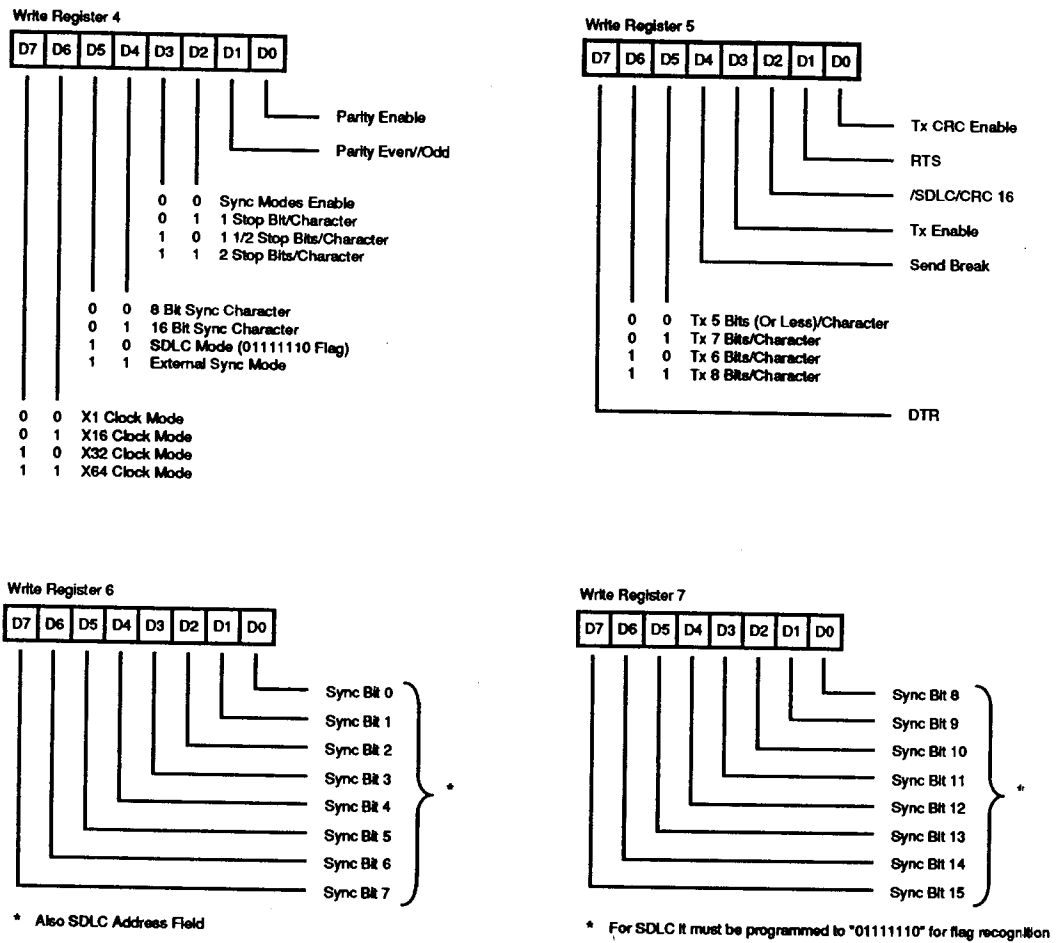 Write Register 4
D7 D6 D5 D4 D3 D2 D1 D0
Parity Enable
Parity Even//Odd
0 0 Sync Modes Enable
0 1 1 Stop Bit/Character
1 0 1 1/2 Stop Bits/Character
1 1 2 Stop Bits/Character
0 0 8 Bit Sync Character
0 1 16 Bit Sync Character
1 0 SDLC Mode (01111110 Flag)
1 1 External Sync Mode
0 0 X1 Clock Mode
0 1 X16 Clock Mode
1 0 X32 Clock Mode
1 1 X64 Clock Mode
Write Register 5
D7 D6 D5 D4 D3 D2 D1 D0
Tx CRC Enable
RTS
/SDLC/CRC 16
Tx Enable
Send Break
0 0 Tx 5 Bits (Or Less)/Character
0 1 Tx 7 Bits/Character
1 0 Tx 6 Bits/Character
1 1 Tx 8 Bits/Character
DTR
Write Register 6
D7 D6 D5 D4 D3 D2 D1 D0
Sync Bit 0
Sync Bit 1
Sync Bit 2
Sync Bit 3
Sync Bit 4
Sync Bit 5
Sync Bit 6
Sync Bit 7
*
* Also SDLC Address Field
Write Register 7
D7 D6 D5 D4 D3 D2 D1 D0
Sync Bit 8
Sync Bit 9
Sync Bit 10
Sync Bit 11
Sync Bit 12
Sync Bit 13
Sync Bit 14
Sync Bit 15
*
* For SDLC it must be programmed to "01111110" for flag recognition